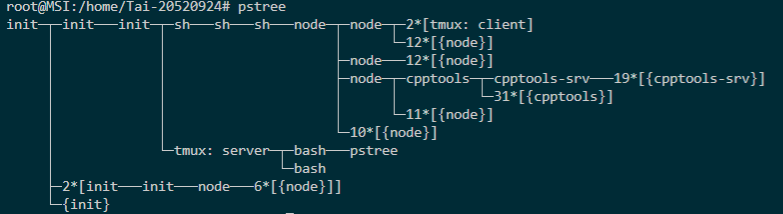 root@MSI:/home/Tai-20520924# pstree
init─┬─init───init─┬─sh───sh───sh───node─┬─node─┬─2*[tmux: client]
     │             │                     │      └─12*[{node}]
     │             │                     ├─node───12*[{node}]
     │             │                     ├─node─┬─cpptools─┬─cpptools-srv───19*[{cpptools-srv}]
     │             │                     │      │          └─31*[{cpptools}]
     │             │                     │      └─11*[{node}]
     │             │                     └─10*[{node}]
     │             └─tmux: server─┬─bash───pstree
     │                            └─bash
     ├─2*[init───init───node───6*[{node}]]
     └─{init}